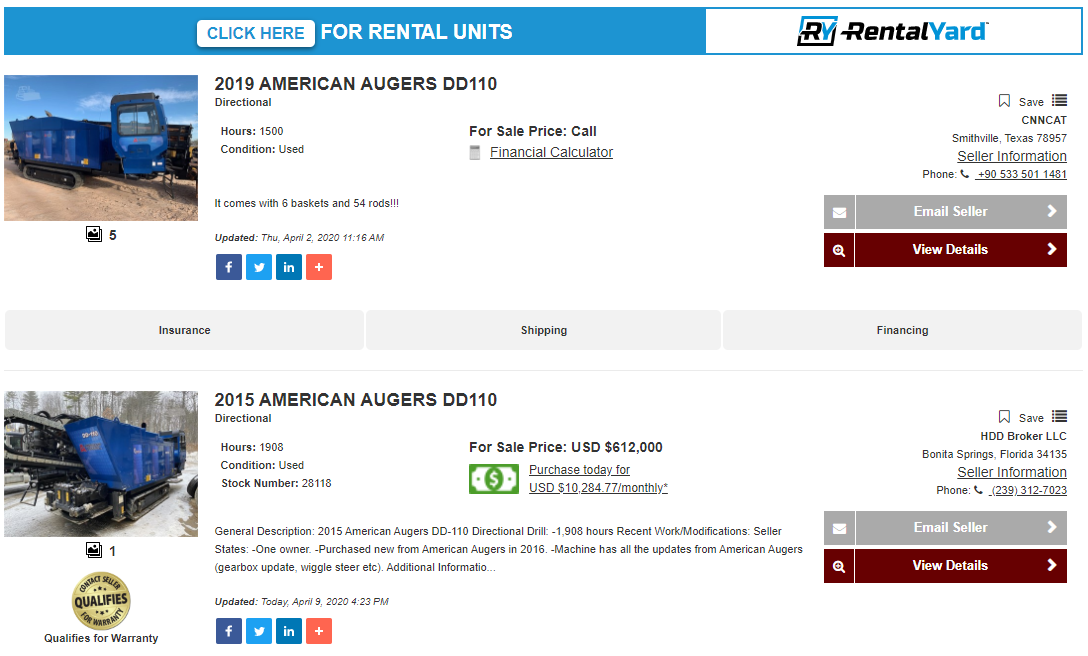 CLICK HERE FOR RENTAL UNITS
RY RentalYard
2019 AMERICAN AUGERS DD110
Directional
Hours: 1500
Condition: Used
For Sale Price: Call
Financial Calculator
It comes with 6 baskets and 54 rods!!!
Updated: Thu, April 2, 2020 11:16 AM
5
Save
CNNCAT
Smithville, Texas 78957
Seller Information
Phone: +90 533 501 1481
Email Seller
View Details
Insurance
Shipping
Financing
2015 AMERICAN AUGERS DD110
Directional
Hours: 1908
Condition: Used
Stock Number: 28118
For Sale Price: USD $612,000
Purchase today for
USD $10,284.77/monthly*
General Description: 2015 American Augers DD-110 Directional Drill: -1,908 hours Recent Work/Modifications: Seller
States: -One owner. -Purchased new from American Augers in 2016. -Machine has all the updates from American Augers
(gearbox update, wiggle steer etc). Additional Informatio...
Updated: Today, April 9, 2020 4:23 PM
DD-110
1
CONTACT SELLER
QUALIFIES
FOR WARRANTY
Qualifies for Warranty
Save
HDD Broker LLC
Bonita Springs, Florida 34135
Seller Information
Phone: (239) 312-7023
Email Seller
View Details